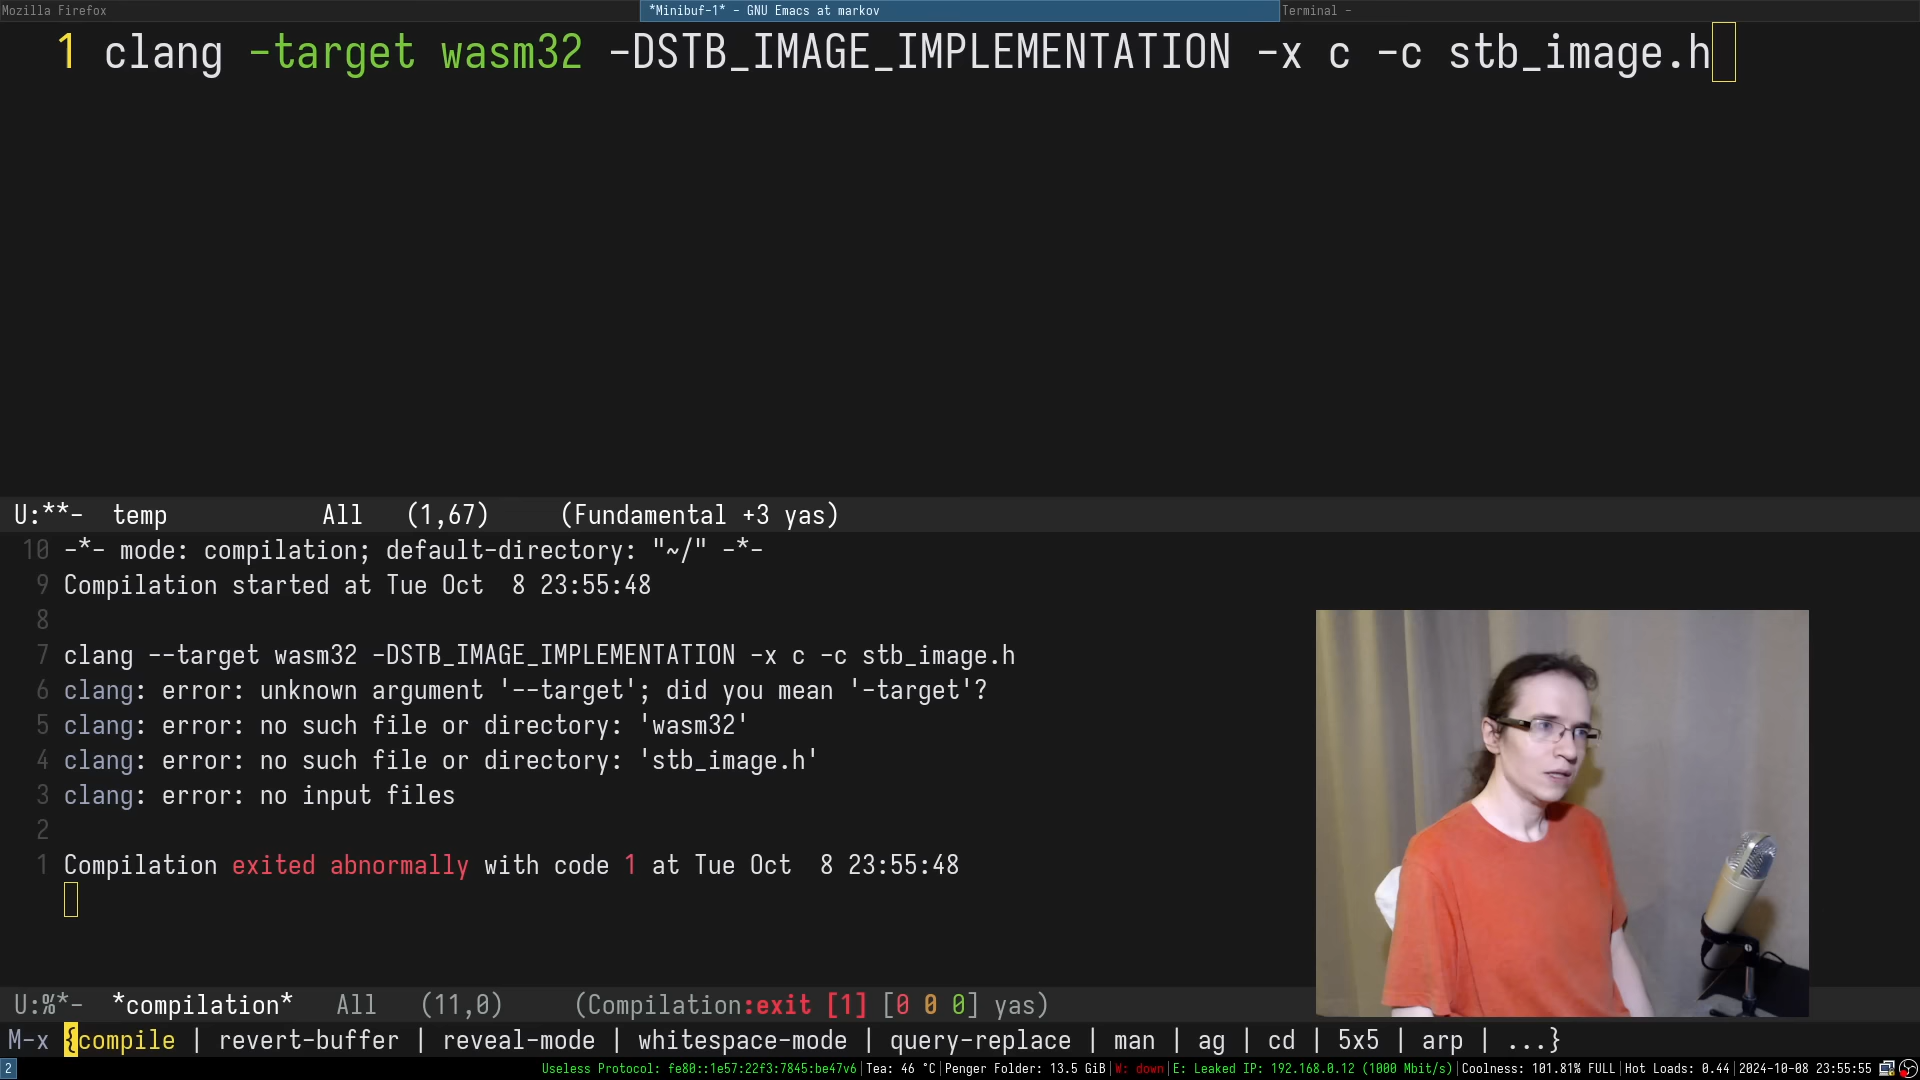 Mozilla Firefox
*Minibuf-1* - GNU Emacs at markov
Terminal -
1 clang -target wasm32 -DSTB_IMAGE_IMPLEMENTATION -x c -c stb_image.h
U:**-  temp           All   (1,67)     (Fundamental +3 yas)
10 -*- mode: compilation; default-directory: "~/" -*-
9 Compilation started at Tue Oct  8 23:55:48
8
7 clang --target wasm32 -DSTB_IMAGE_IMPLEMENTATION -x c -c stb_image.h
6 clang: error: unknown argument '--target'; did you mean '-target'?
5 clang: error: no such file or directory: 'wasm32'
4 clang: error: no such file or directory: 'stb_image.h'
3 clang: error: no input files
2
1 Compilation exited abnormally with code 1 at Tue Oct  8 23:55:48
U:%*-  *compilation*   All   (11,0)     (Compilation:exit [1] [0 0 0] yas)
M-x {compile | revert-buffer | reveal-mode | whitespace-mode | query-replace | man | ag | cd | 5x5 | arp | ...}
2
Useless Protocol: fe80::1e57:22f3:7845:be47%6|Tea: 46 °C|Penger Folder: 13.5 GiB|W: down|E: Leaked IP: 192.168.0.12 (1000 Mbit/s)|Coolness: 101.81% FULL|Hot Loads: 0.44|2024-10-08 23:55:55